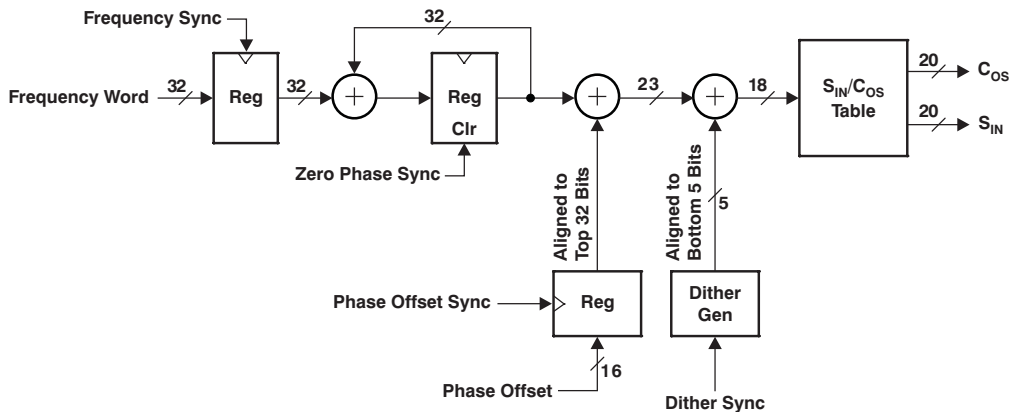 Frequency Sync
32
Frequency Word
32
Reg
32
Reg
Clr
Zero Phase Sync
23
18
SIN/COS
Table
20
COS
20
SIN
Aligned to
Top 32 Bits
Aligned to
Bottom 5 Bits
5
Phase Offset Sync
Reg
Dither
Gen
16
Phase Offset
Dither Sync